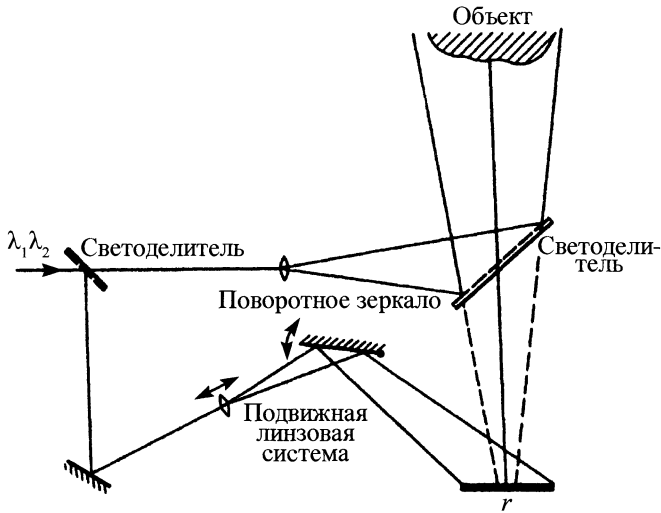 Объект
λ₁λ₂
Светоделитель
Светодели-
тель
Поворотное зеркало
Подвижная
линзовая
система
r